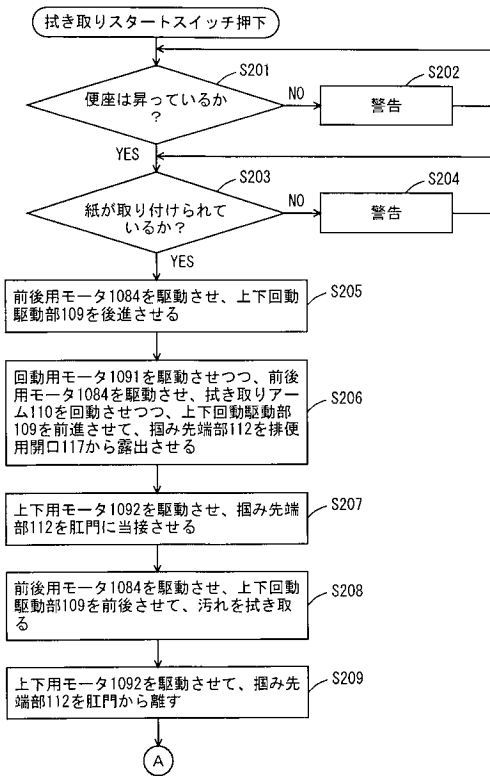 拭き取りスタートスイッチ押下
S201
便座は昇っているか
?
NO
S202
警告
YES
S203
紙が取り付けられて
いるか?
NO
S204
警告
YES
S205
前後用モータ1084を駆動させ、上下回動
駆動部109を後進させる
S206
回動用モータ1091を駆動させつつ、前後
用モータ1084を駆動させ、拭き取りアー
ム110を回動させつつ、上下回動駆動部
109を前進させて、掴み先端部112を排便
用開口117から露出させる
S207
上下用モータ1092を駆動させ、掴み先端
部112を肛門に当接させる
S208
前後用モータ1084を駆動させ、上下回動
駆動部109を前後させて、汚れを拭き取
る
S209
上下用モータ1092を駆動させて、掴み先
端部112を肛門から離す
A